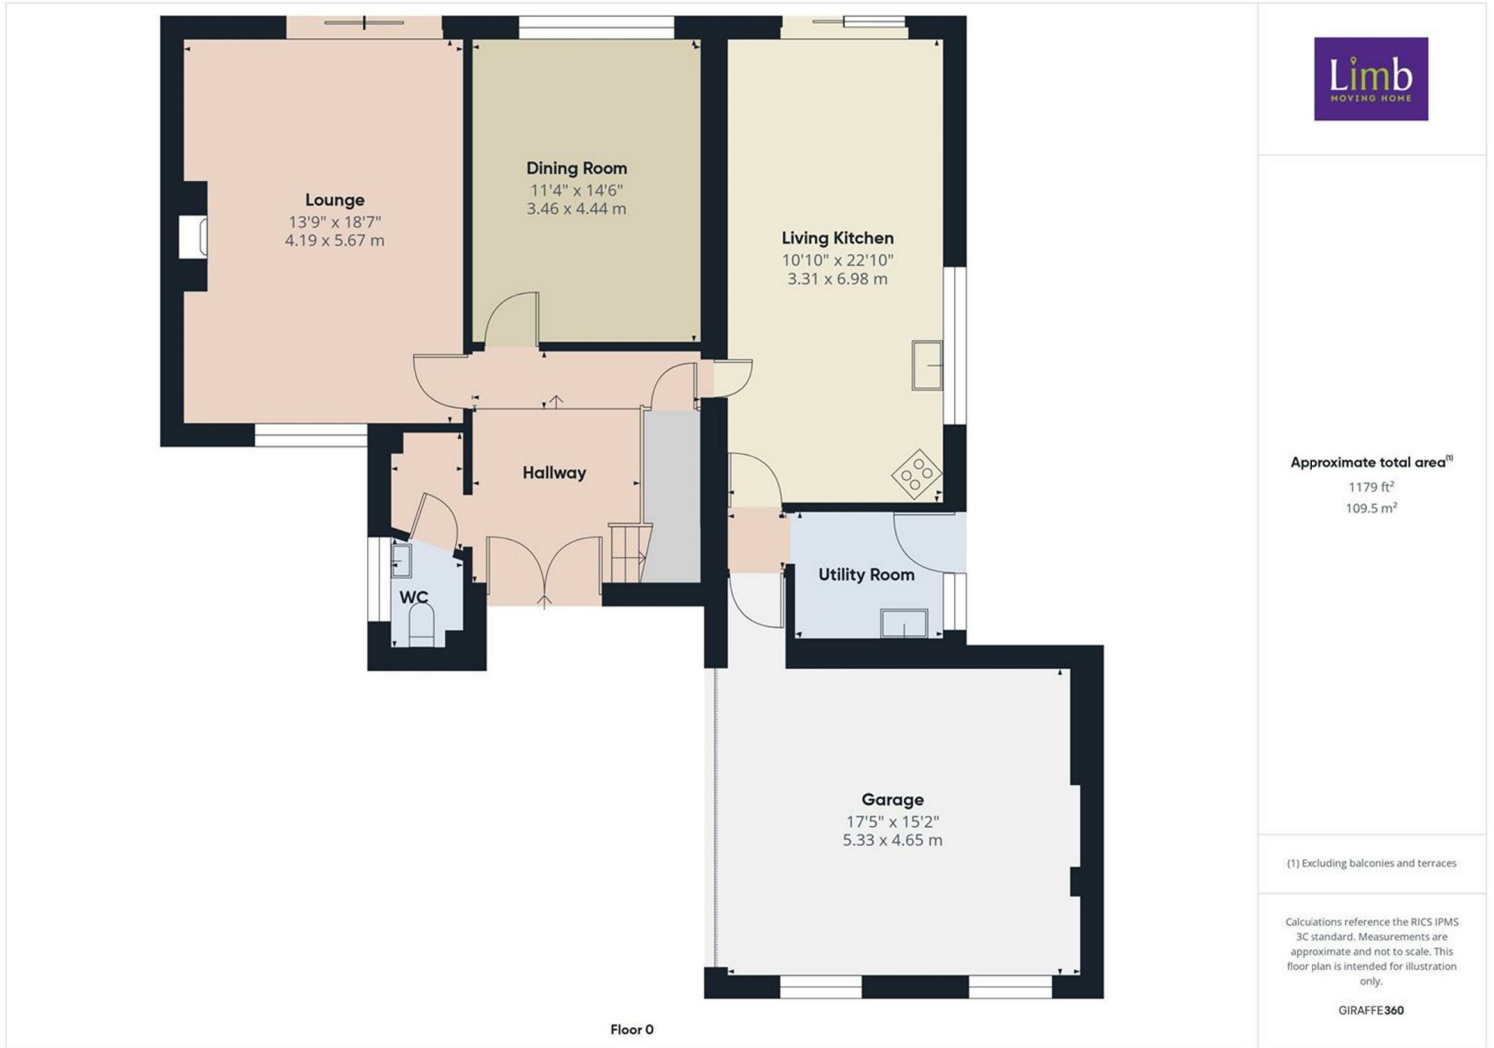 Limb
MOVING HOME
Dining Room
11'4" x 14'6"
3.46 x 4.44 m
Lounge
13'9" x 18'7"
4.19 x 5.67 m
Living Kitchen
10'10" x 22'10"
3.31 x 6.98 m
Hallway
Utility Room
WC
Garage
17'5" x 15'2"
5.33 x 4.65 m
Floor 0
Approximate total area(1)
1179 ft²
109.5 m²
(1) Excluding balconies and terraces
Calculations reference the RICS IPMS
3C standard. Measurements are
approximate and not to scale. This
floor plan is intended for illustration
only.
GIRAFFE360